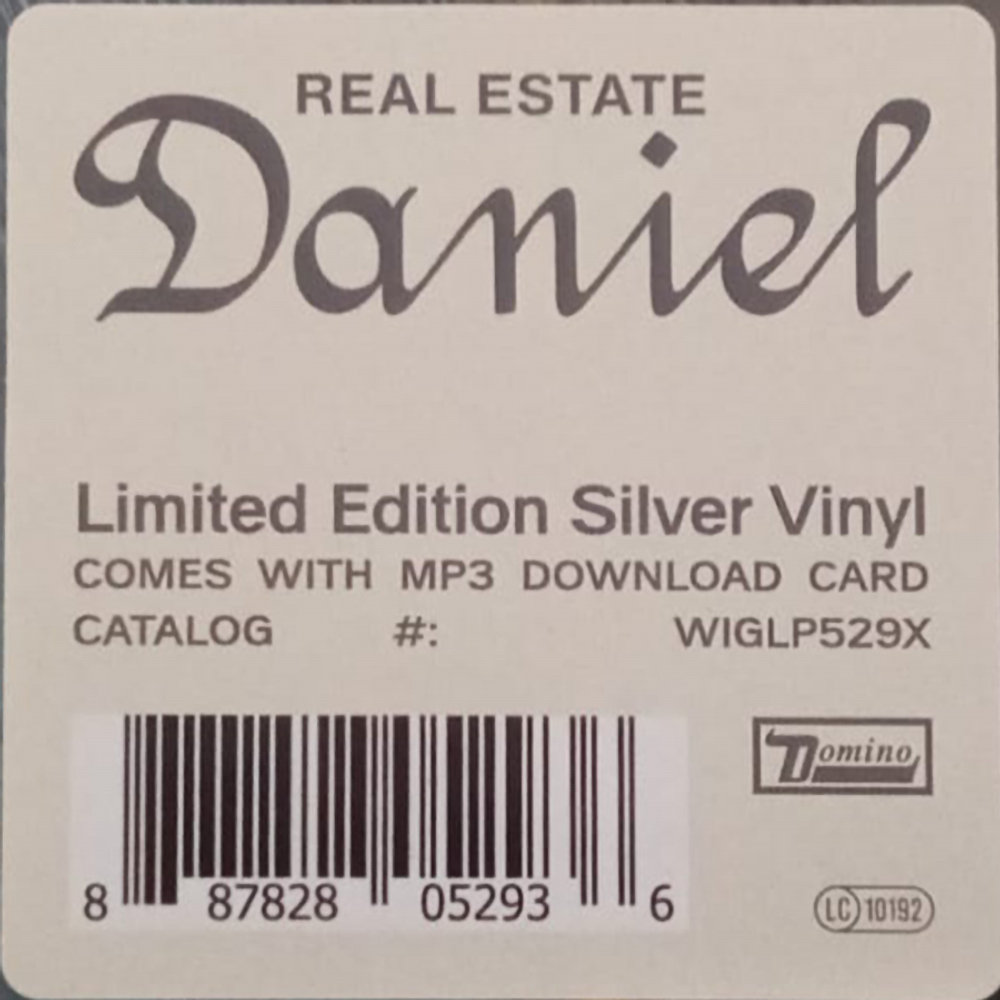 REAL ESTATE
Daniel
Limited Edition Silver Vinyl
COMES WITH MP3 DOWNLOAD CARD
CATALOG #: WIGLP529X
Domino
8 87828 05293 6
LC 10192